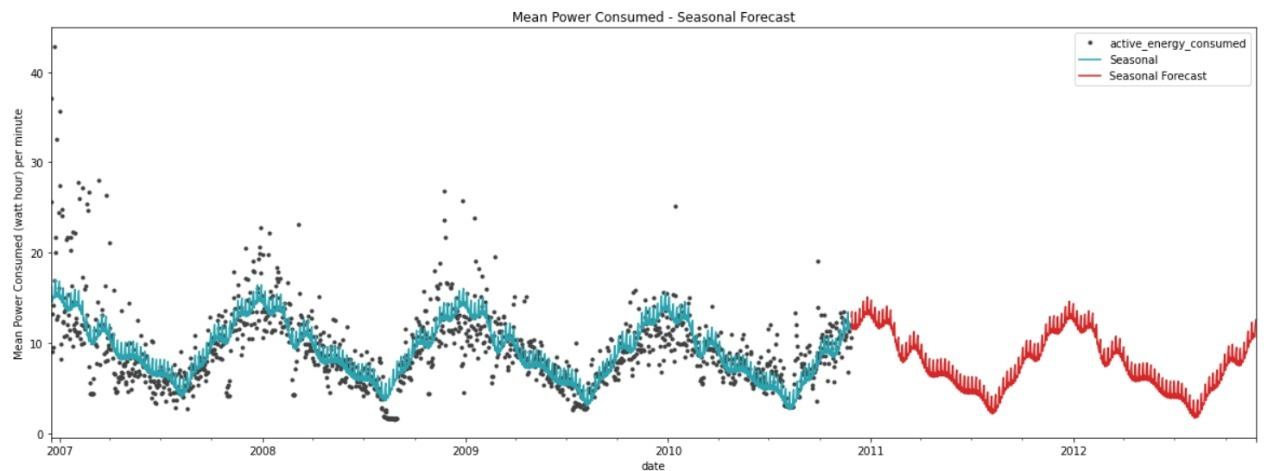 Mean Power Consumed - Seasonal Forecast
active_energy_consumed
Seasonal
Seasonal Forecast
Mean Power Consumed (watt hour) per minute
40
30
20
10
0
2007 2008 2009 2010 2011 2012
date